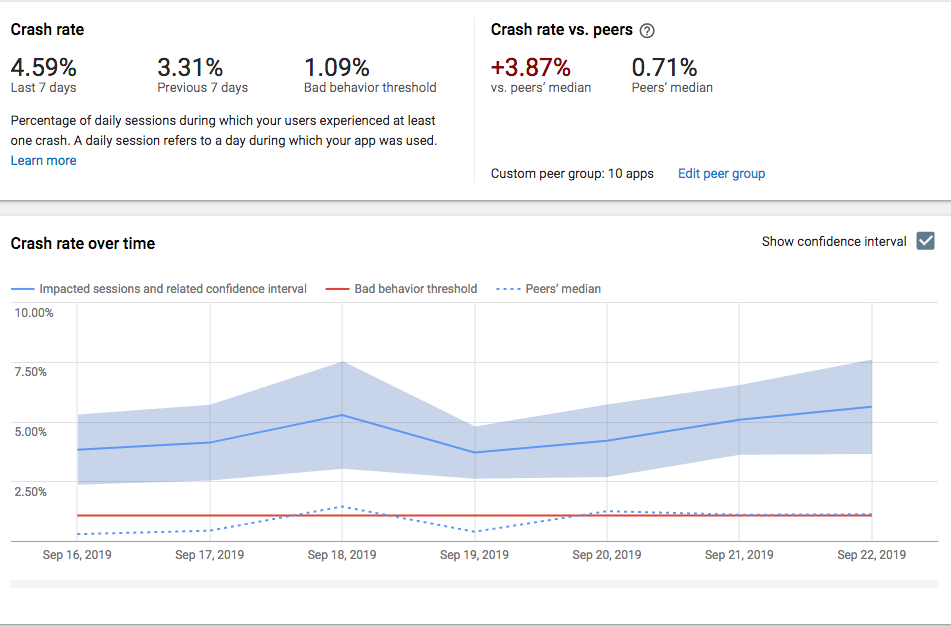 Crash rate
4.59%
Last 7 days
3.31%
Previous 7 days
1.09%
Bad behavior threshold
Percentage of daily sessions during which your users experienced at least
one crash. A daily session refers to a day during which your app was used.
Learn more
Crash rate vs. peers ?
+3.87%
vs. peers' median
0.71%
Peers' median
Custom peer group: 10 apps
Edit peer group
Crash rate over time
Show confidence interval
Impacted sessions and related confidence interval
Bad behavior threshold
Peers' median
10.00%
7.50%
5.00%
2.50%
Sep 16, 2019
Sep 17, 2019
Sep 18, 2019
Sep 19, 2019
Sep 20, 2019
Sep 21, 2019
Sep 22, 2019